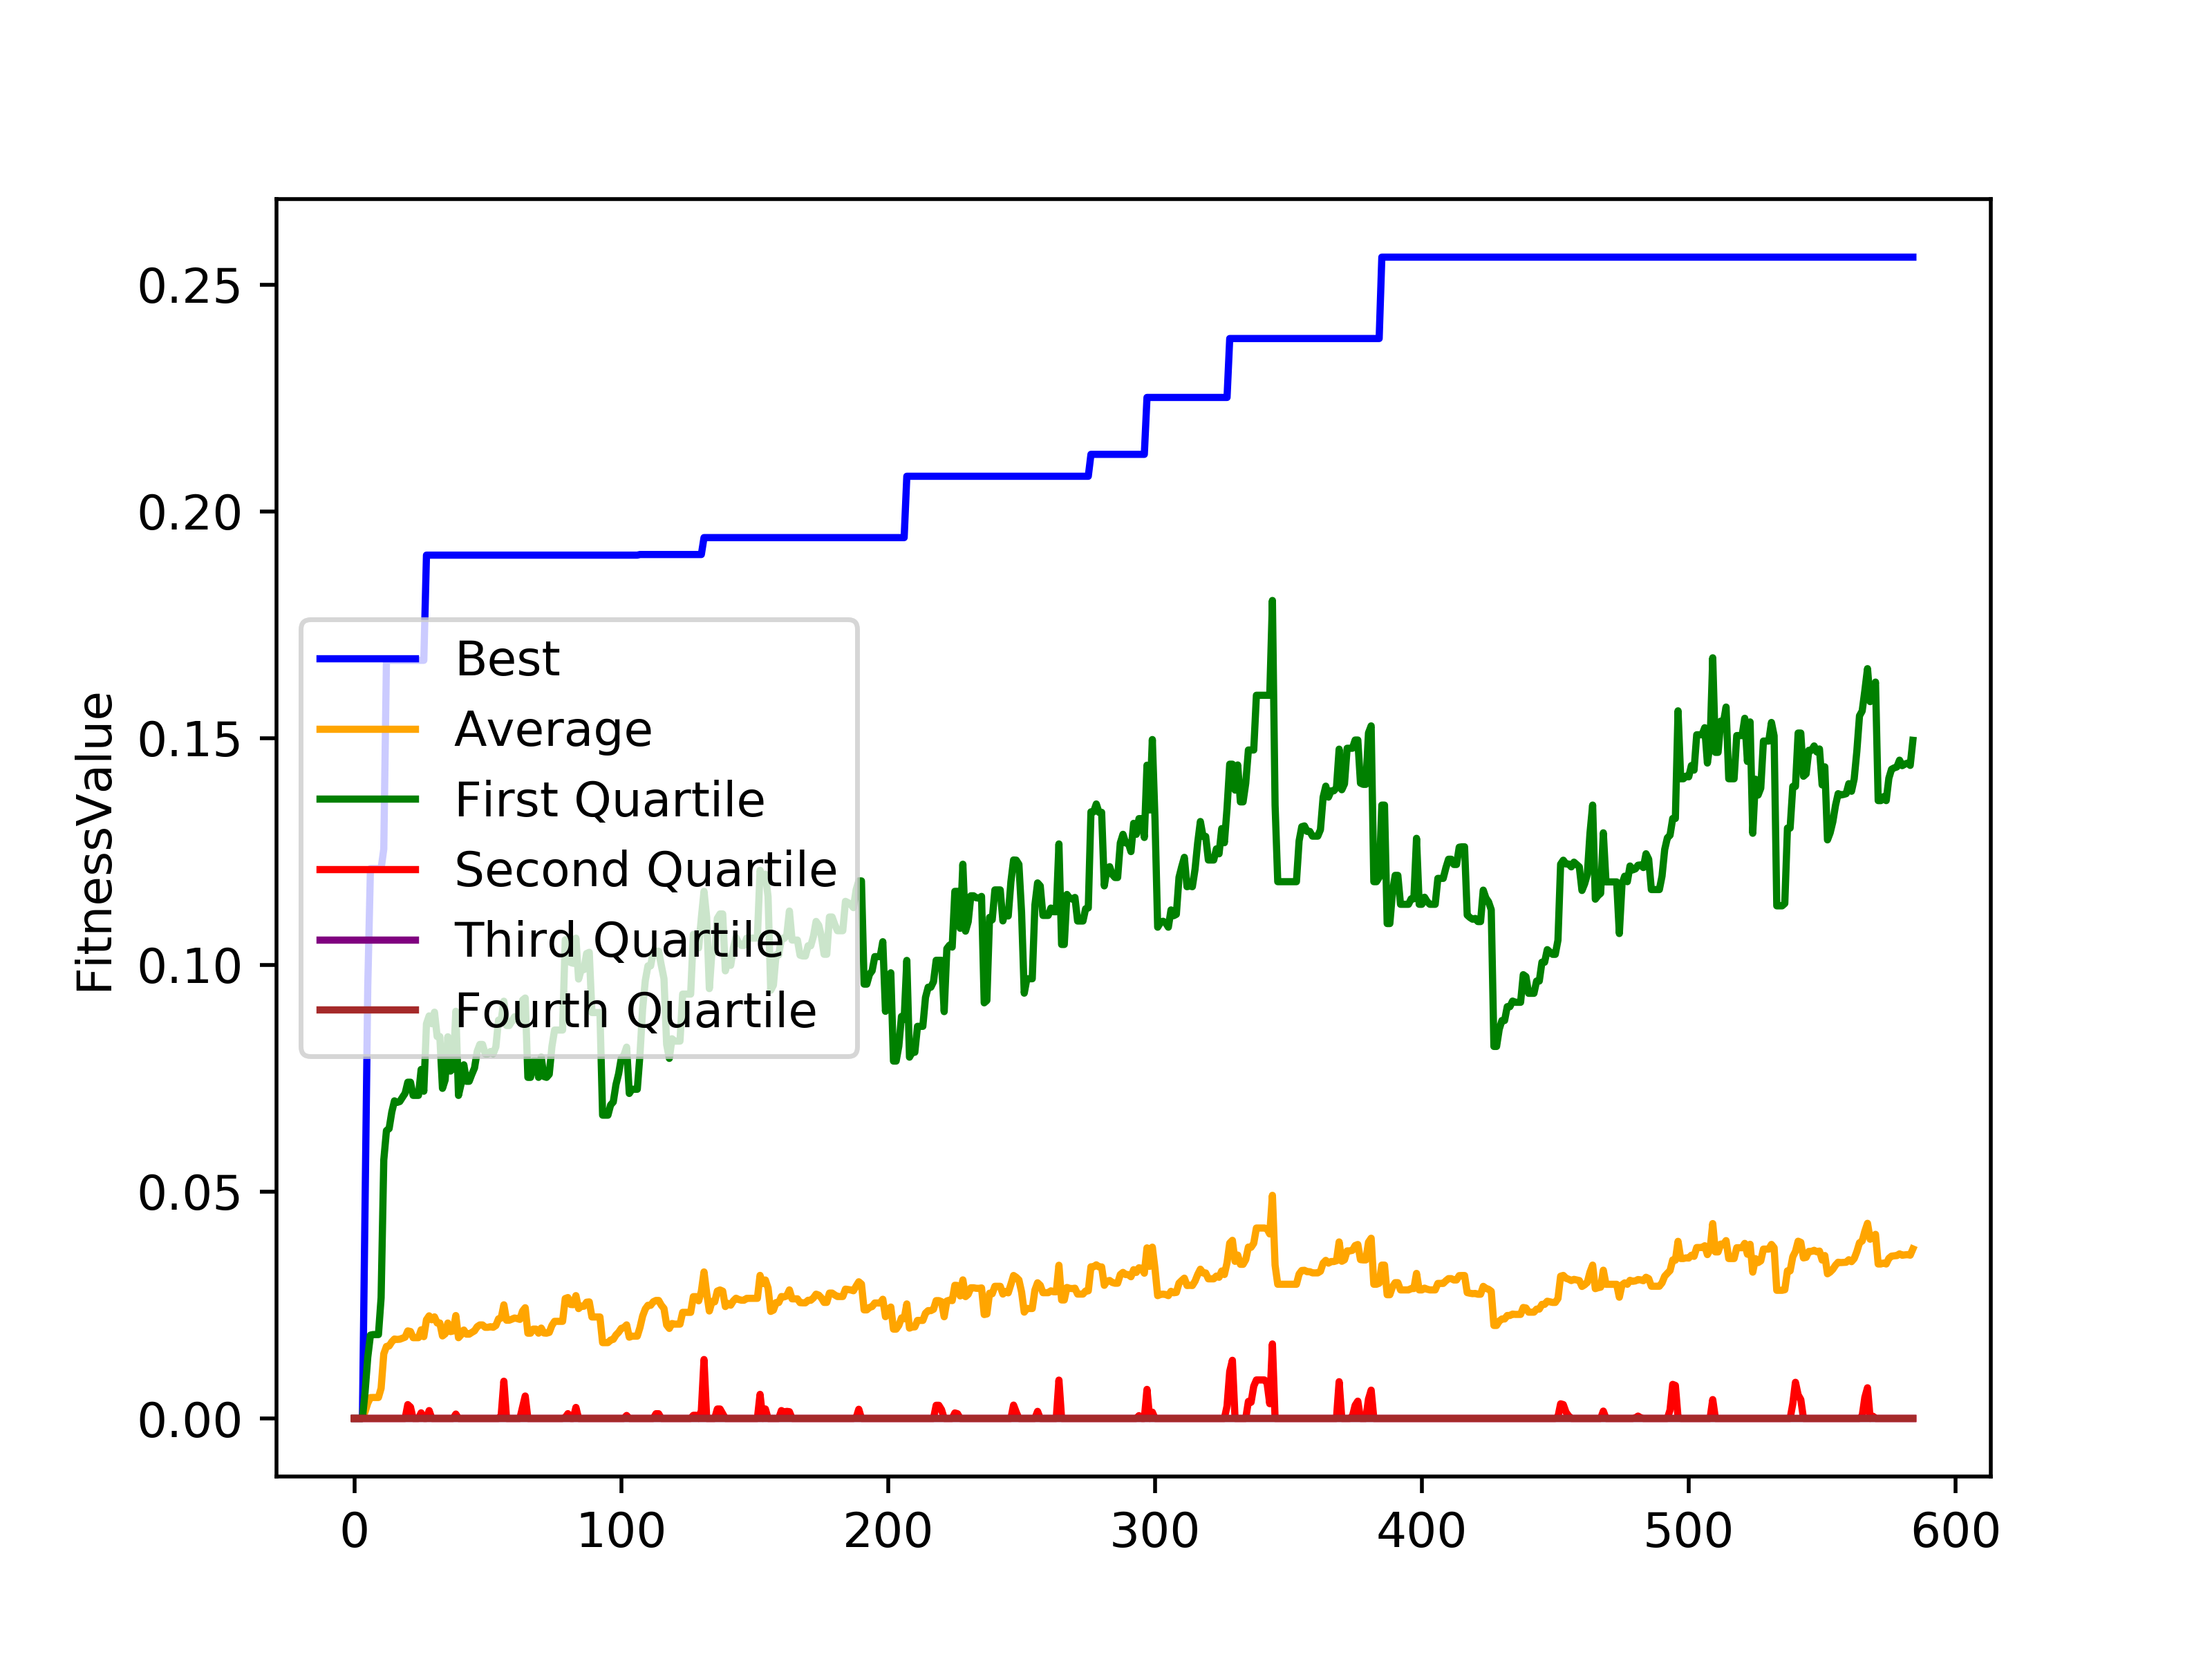 FitnessValue
0.25
0.20
0.15
0.10
0.05
0.00
Best
Average
First Quartile
Second Quartile
Third Quartile
Fourth Quartile
0 100 200 300 400 500 600